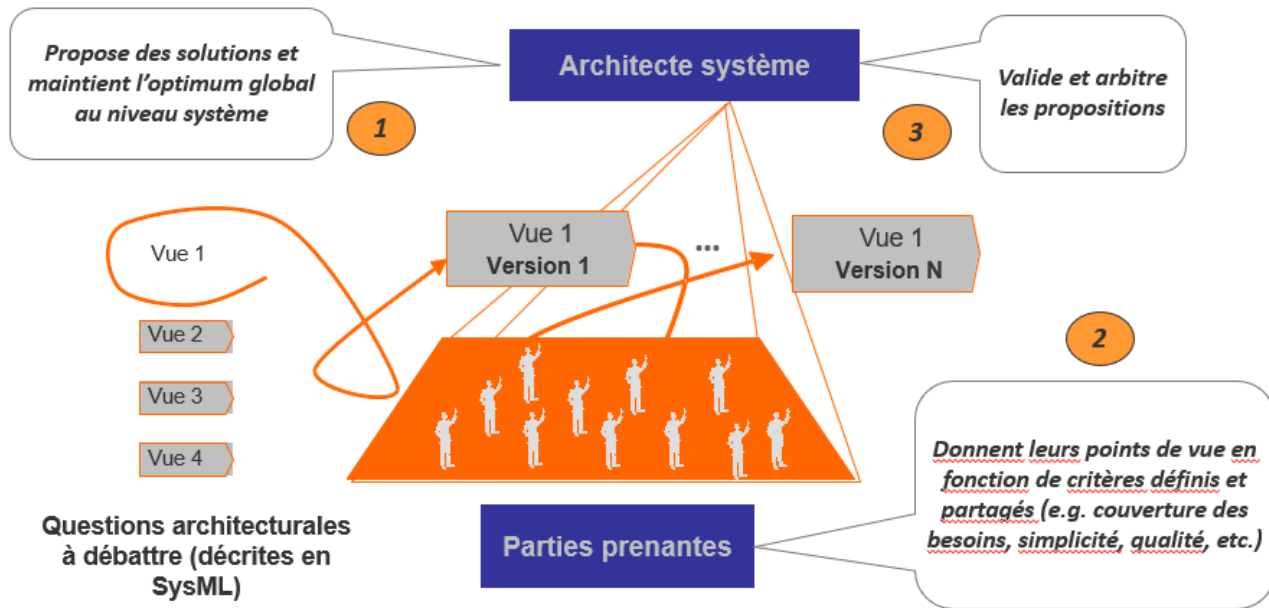 Propose des solutions et
maintient l’optimum global
au niveau système
1
Architecte système
3
Valide et arbitre
les propositions
Vue 1
Vue 1
Version 1
...
Vue 1
Version N
Vue 2
Vue 3
Vue 4
2
Questions architecturales
à débattre (décrites en
SysML)
Parties prenantes
Donnent leurs points de vue en
fonction de critères définis et
partagés (e.g. couverture des
besoins, simplicité, qualité, etc.)